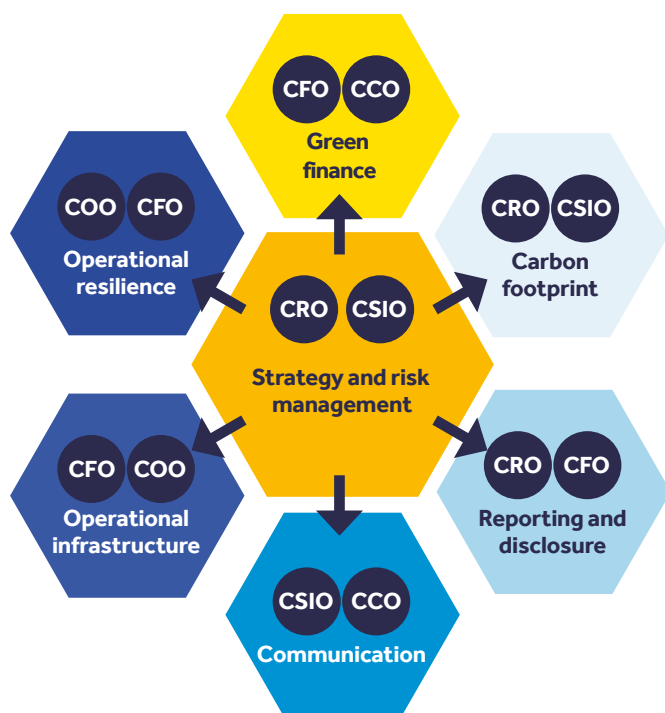 CFO CCO
Green
finance
COO CFO
Operational
resilience
CRO CSIO
Carbon
footprint
CRO CSIO
Strategy and risk
management
CFO COO
Operational
infrastructure
CRO CFO
Reporting and
disclosure
CSIO CCO
Communication